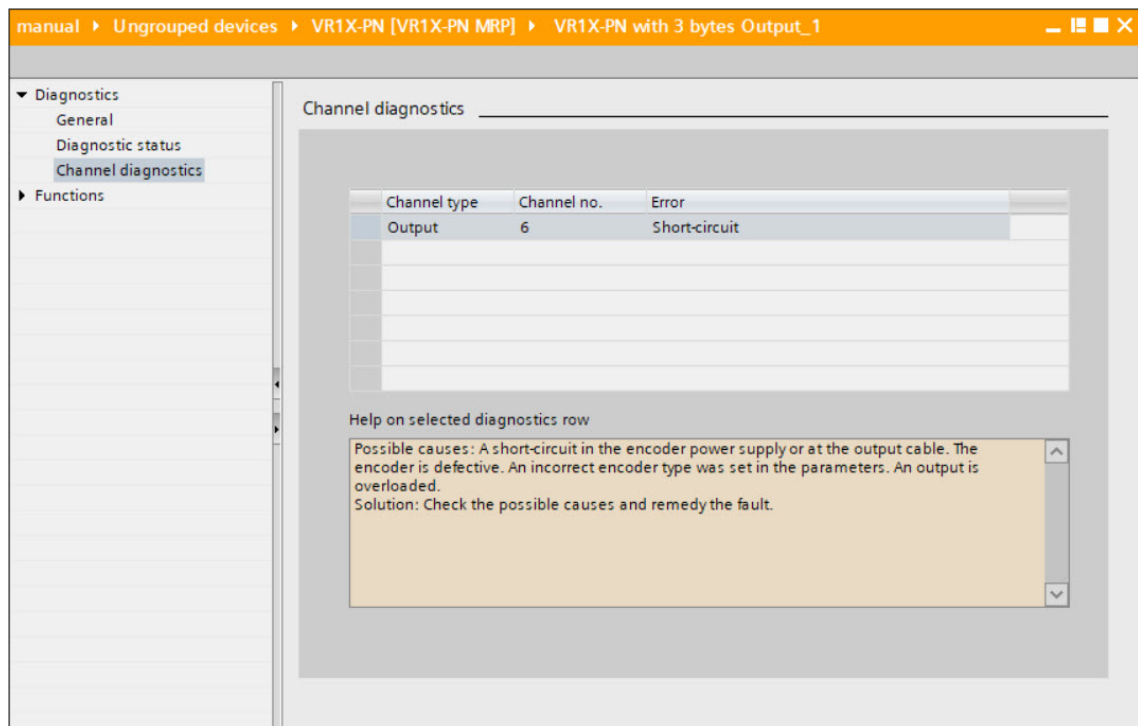 manual ▸ Ungrouped devices ▸ VR1X-PN [VR1X-PN MRP] ▸ VR1X-PN with 3 bytes Output_1
Diagnostics
General
Diagnostic status
Channel diagnostics
Functions
Channel diagnostics
Channel type Channel no. Error
Output 6 Short-circuit
Help on selected diagnostics row
Possible causes: A short-circuit in the encoder power supply or at the output cable. The
encoder is defective. An incorrect encoder type was set in the parameters. An output is
overloaded.
Solution: Check the possible causes and remedy the fault.